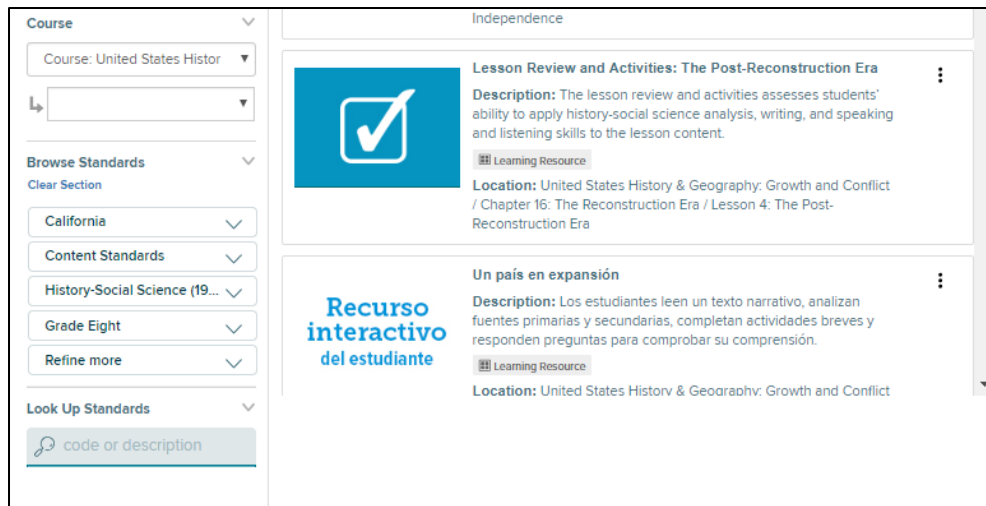 Course
Course: United States Histor
Browse Standards
Clear Section
California
Content Standards
History-Social Science (19...
Grade Eight
Refine more
Look Up Standards
code or description
Independence
Lesson Review and Activities: The Post-Reconstruction Era
Description: The lesson review and activities assesses students'
ability to apply history-social science analysis, writing, and speaking
and listening skills to the lesson content.
Learning Resource
Location: United States History & Geography: Growth and Conflict
/ Chapter 16: The Reconstruction Era / Lesson 4: The Post-
Reconstruction Era
Recurso
interactivo
del estudiante
Un país en expansión
Description: Los estudiantes leen un texto narrativo, analizan
fuentes primarias y secundarias, completan actividades breves y
responden preguntas para comprobar su comprensión.
Learning Resource
Location: United States History & Geography: Growth and Conflict